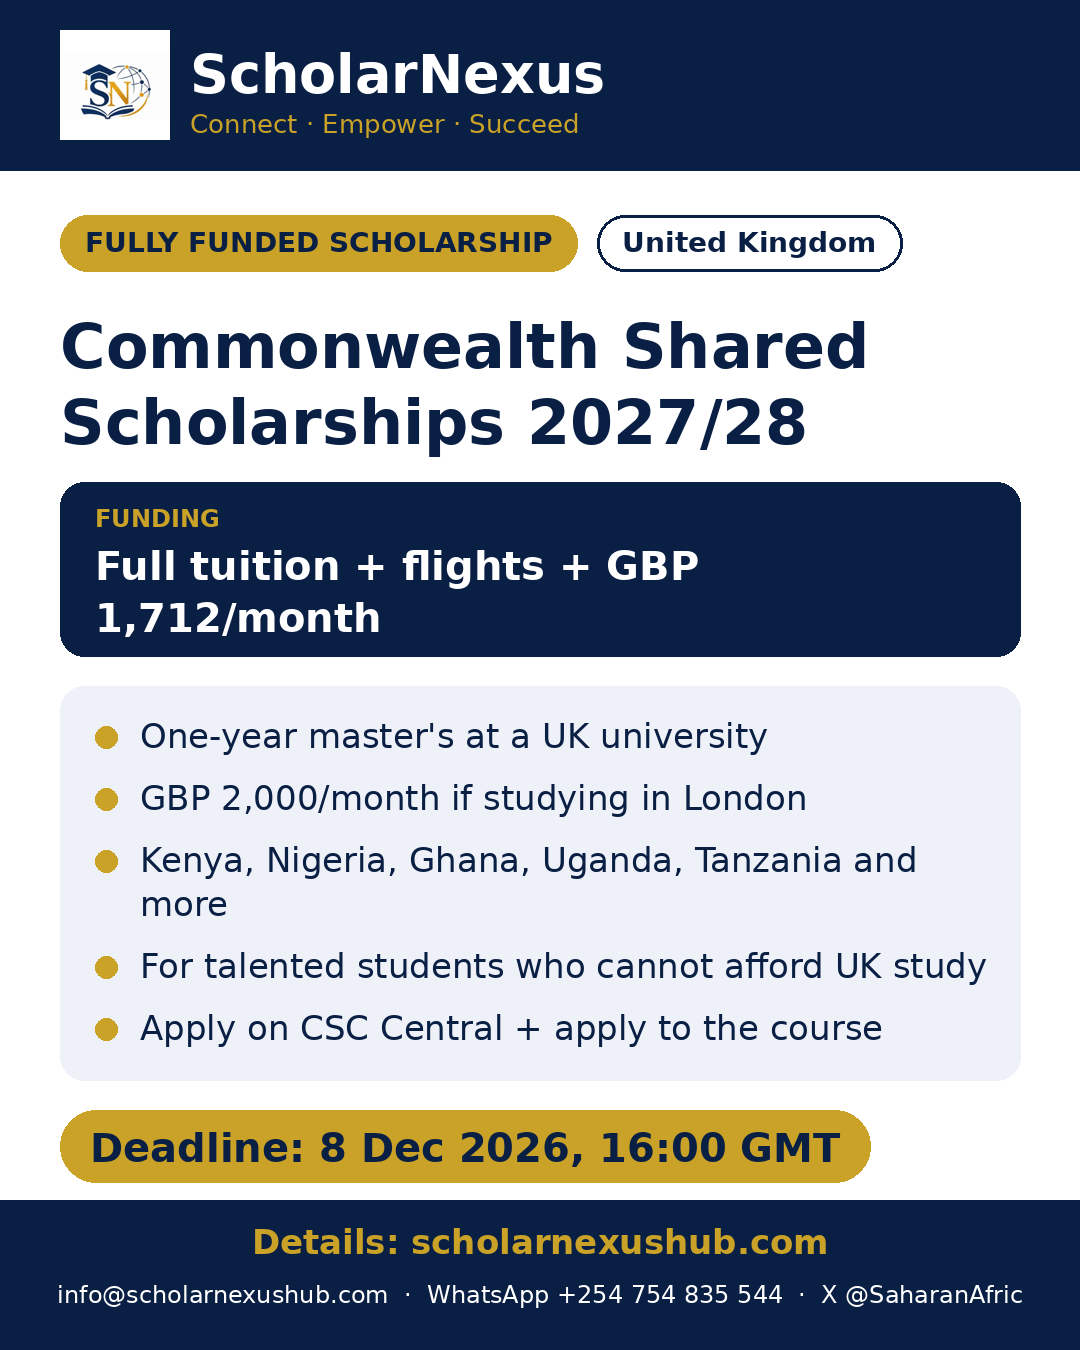 SN
ScholarNexus
Connect · Empower · Succeed
FULLY FUNDED SCHOLARSHIP
United Kingdom
Commonwealth Shared
Scholarships 2027/28
FUNDING
Full tuition + flights + GBP
1,712/month
One-year master's at a UK university
GBP 2,000/month if studying in London
Kenya, Nigeria, Ghana, Uganda, Tanzania and
more
For talented students who cannot afford UK study
Apply on CSC Central + apply to the course
Deadline: 8 Dec 2026, 16:00 GMT
Details: scholarnexushub.com
info@scholarnexushub.com · WhatsApp +254 754 835 544 · X @SaharanAfric